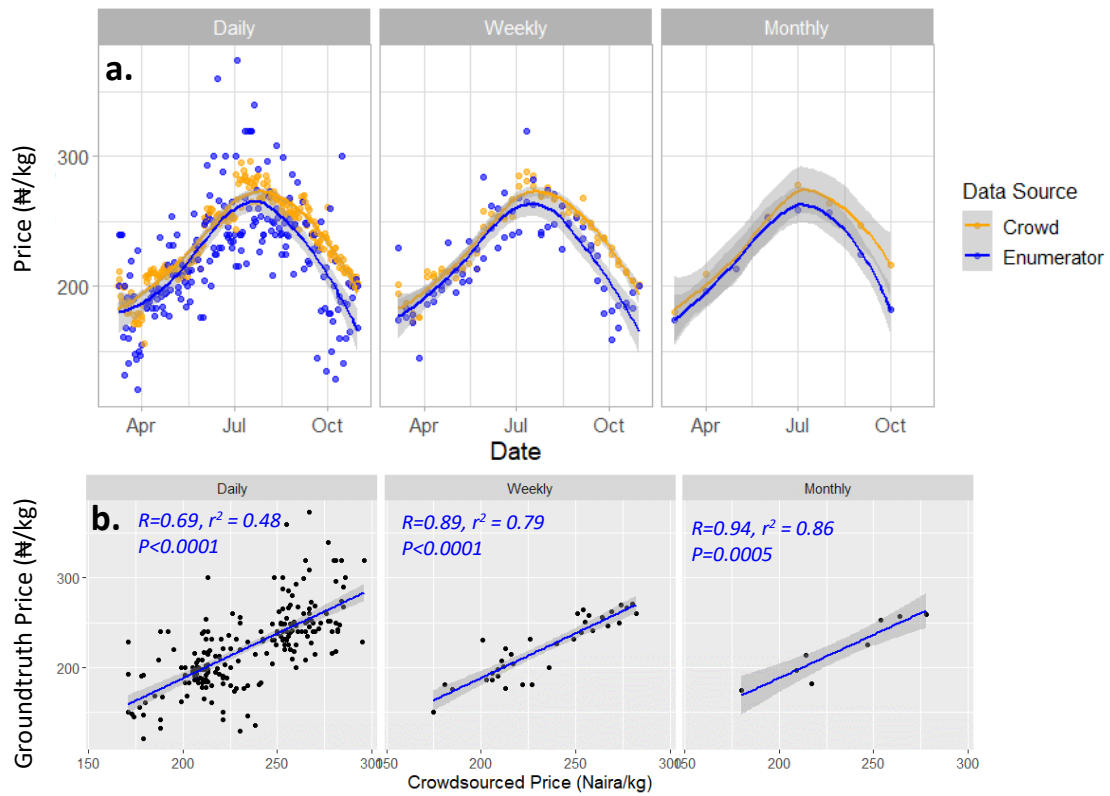 Daily Weekly Monthly
a.
Price (₦/kg)
300
200
Apr Jul Oct Apr Jul Oct Apr Jul Oct
Date
Data Source
Crowd
Enumerator
Daily Weekly Monthly
b.
R=0.69, r² = 0.48
P<0.0001
R=0.89, r² = 0.79
P<0.0001
R=0.94, r² = 0.86
P=0.0005
Groundtruth Price (₦/kg)
300
200
150 200 250 300 150 200 250 300 150 200 250 300
Crowdsourced Price (Naira/kg)